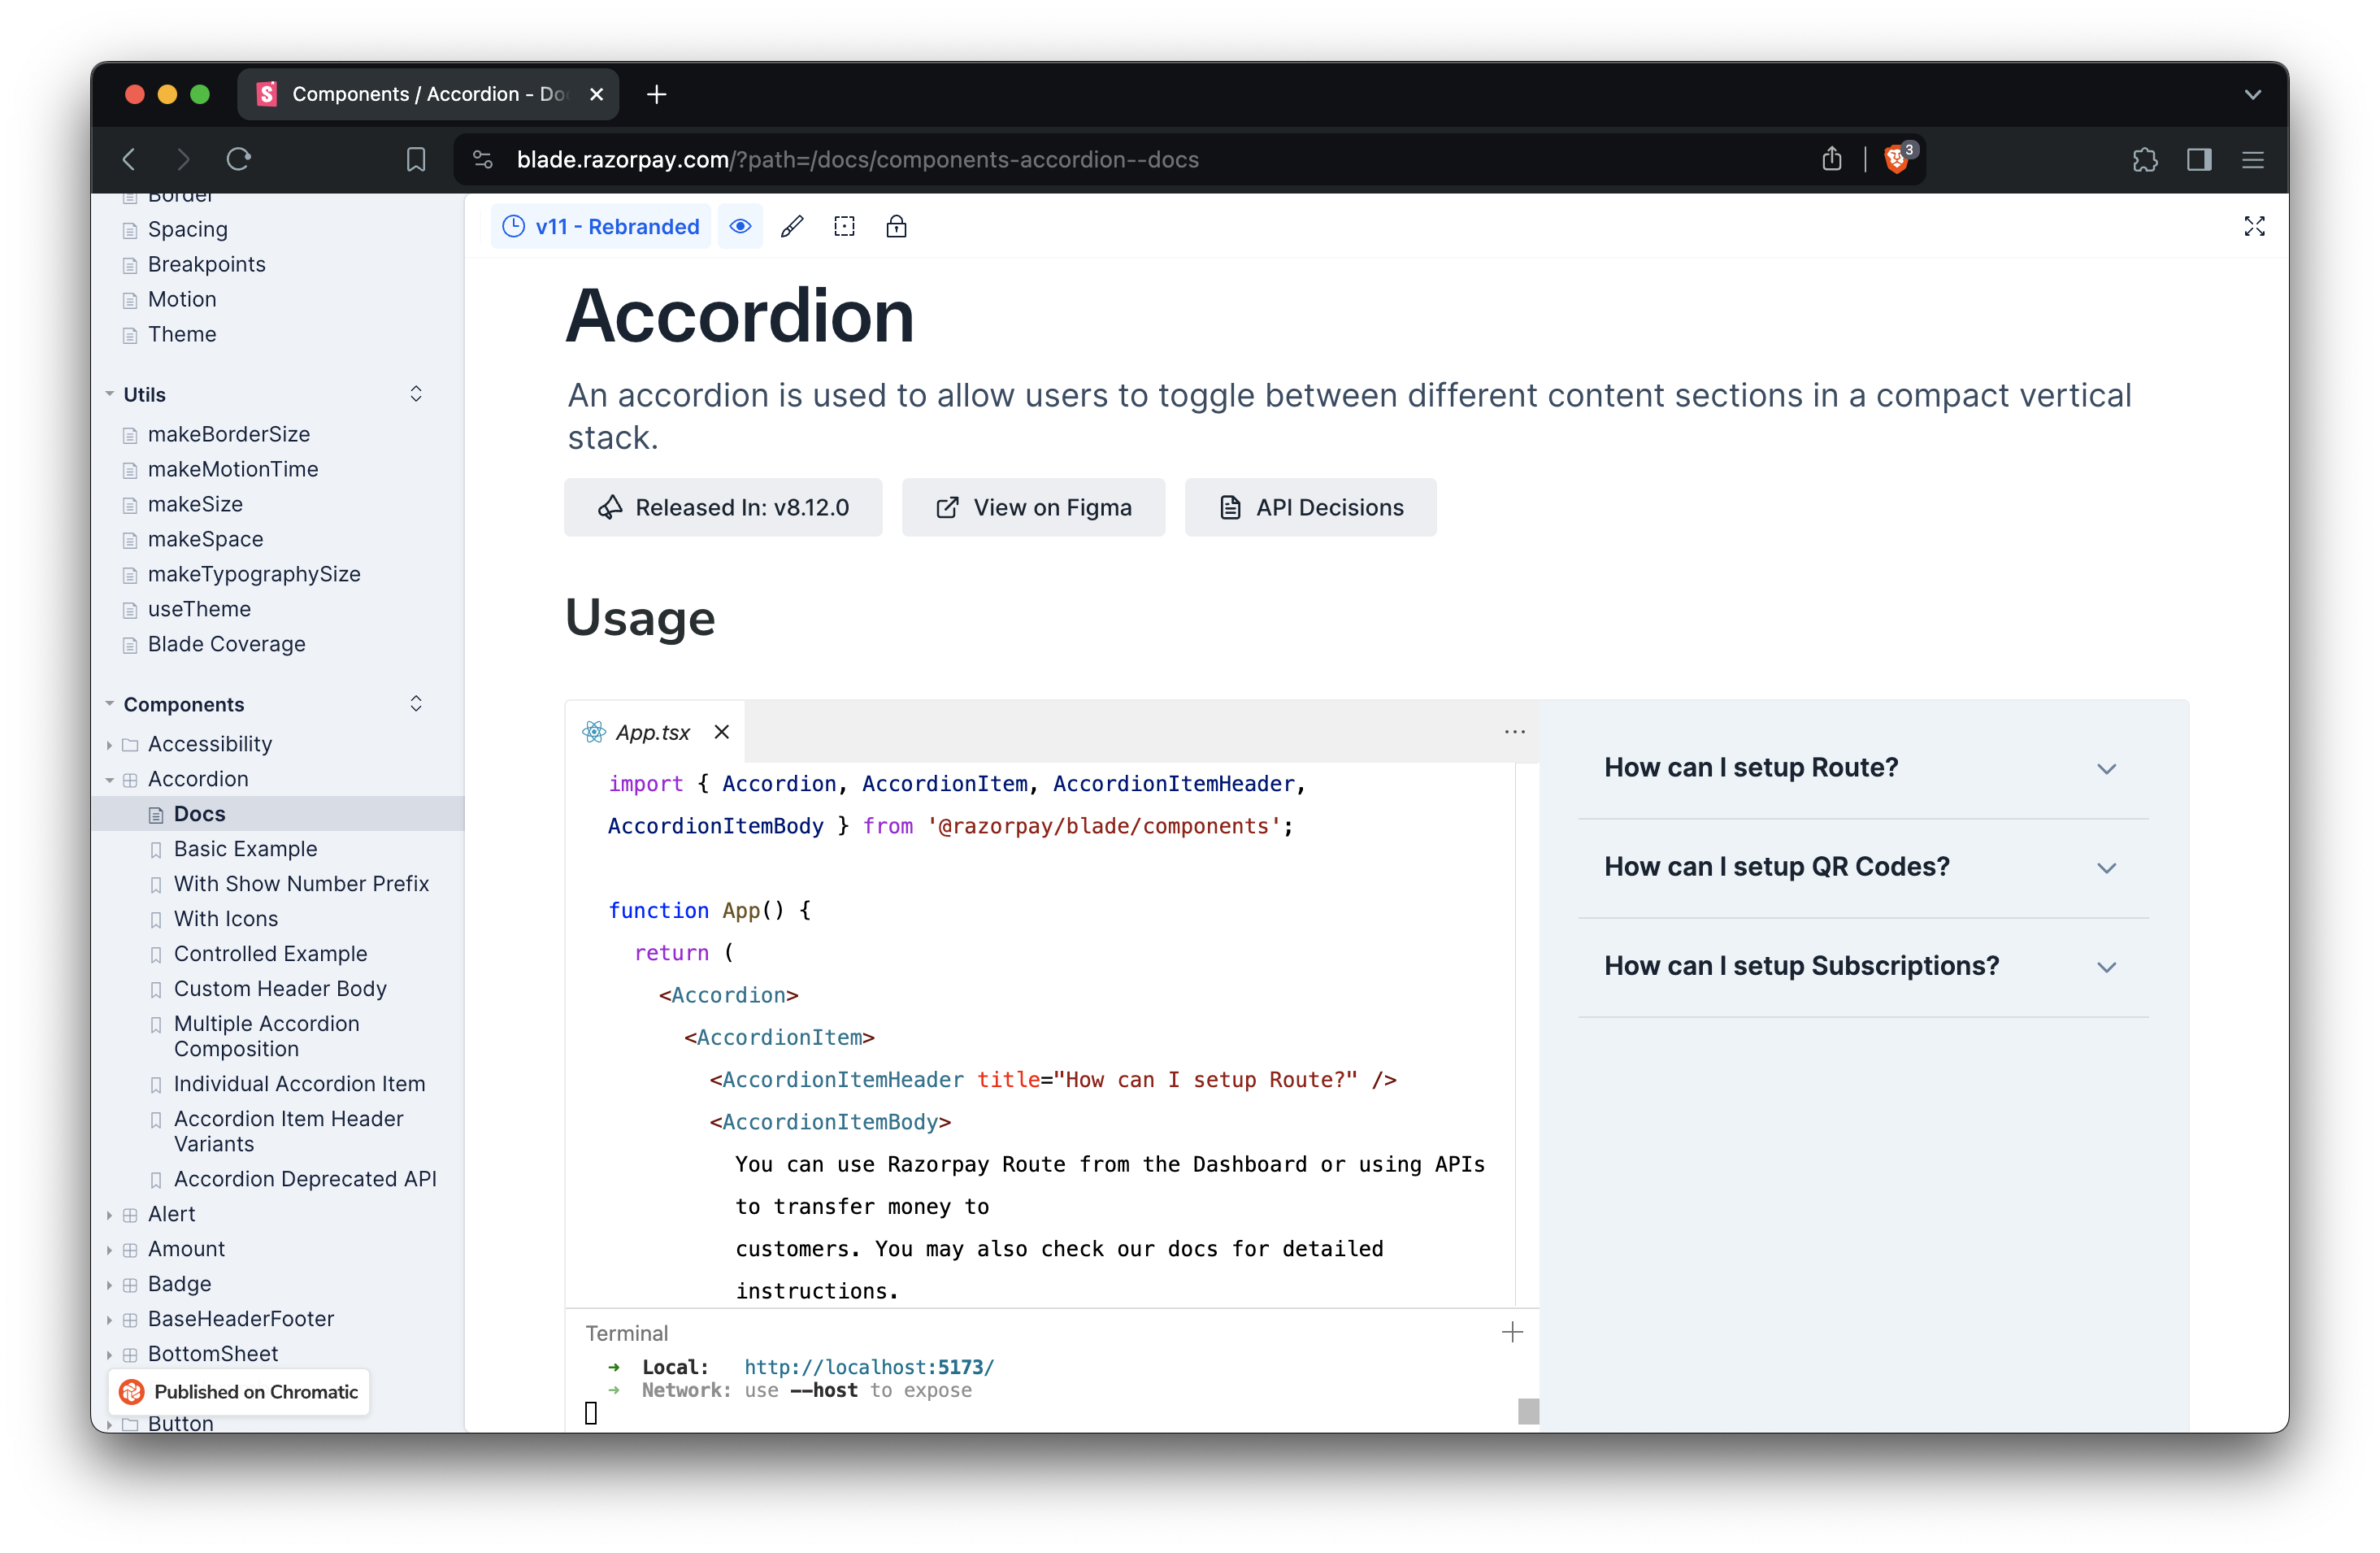 Components / Accordion - Do
blade.razorpay.com/?path=/docs/components-accordion--docs
3
Border
Spacing
Breakpoints
Motion
Theme
Utils
makeBorderSize
makeMotionTime
makeSize
makeSpace
makeTypographySize
useTheme
Blade Coverage
Components
Accessibility
Accordion
Docs
Basic Example
With Show Number Prefix
With Icons
Controlled Example
Custom Header Body
Multiple Accordion
Composition
Individual Accordion Item
Accordion Item Header
Variants
Accordion Deprecated API
Alert
Amount
Badge
BaseHeaderFooter
BottomSheet
Published on Chromatic
Button
v11 - Rebranded
Accordion
An accordion is used to allow users to toggle between different content sections in a compact vertical
stack.
Released In: v8.12.0
View on Figma
API Decisions
Usage
App.tsx
import { Accordion, AccordionItem, AccordionItemHeader,
AccordionItemBody } from '@razorpay/blade/components';
function App() {
return (
<Accordion>
<AccordionItem>
<AccordionItemHeader title="How can I setup Route?" />
<AccordionItemBody>
You can use Razorpay Route from the Dashboard or using APIs
to transfer money to
customers. You may also check our docs for detailed
instructions.
Terminal
➜ Local: http://localhost:5173/
➜ Network: use --host to expose
How can I setup Route?
How can I setup QR Codes?
How can I setup Subscriptions?